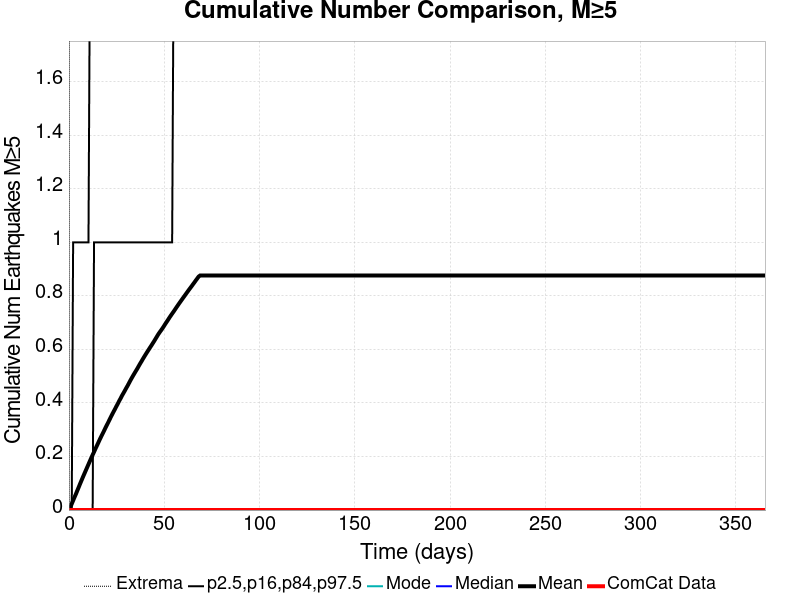 Cumulative Number Comparison, M≥5
Cumulative Num Earthquakes M≥5
1.6
1.4
1.2
1
0.8
0.6
0.4
0.2
0
0 50 100 150 200 250 300 350
Time (days)
Extrema p2.5,p16,p84,p97.5 Mode Median Mean ComCat Data